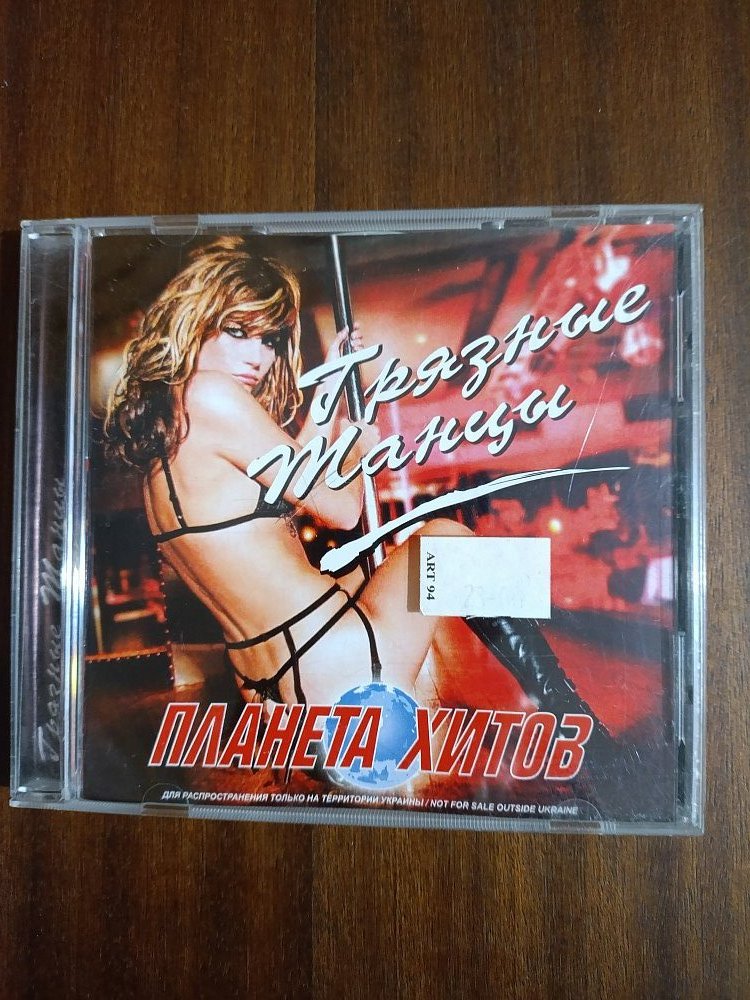 Грязные
Танцы
ART 94
ПЛАНЕТА ХИТОВ
ДЛЯ РАСПРОСТРАНЕНИЯ ТОЛЬКО НА ТЕРРИТОРИИ УКРАИНЫ / NOT FOR SALE OUTSIDE UKRAINE
Грязные Танцы